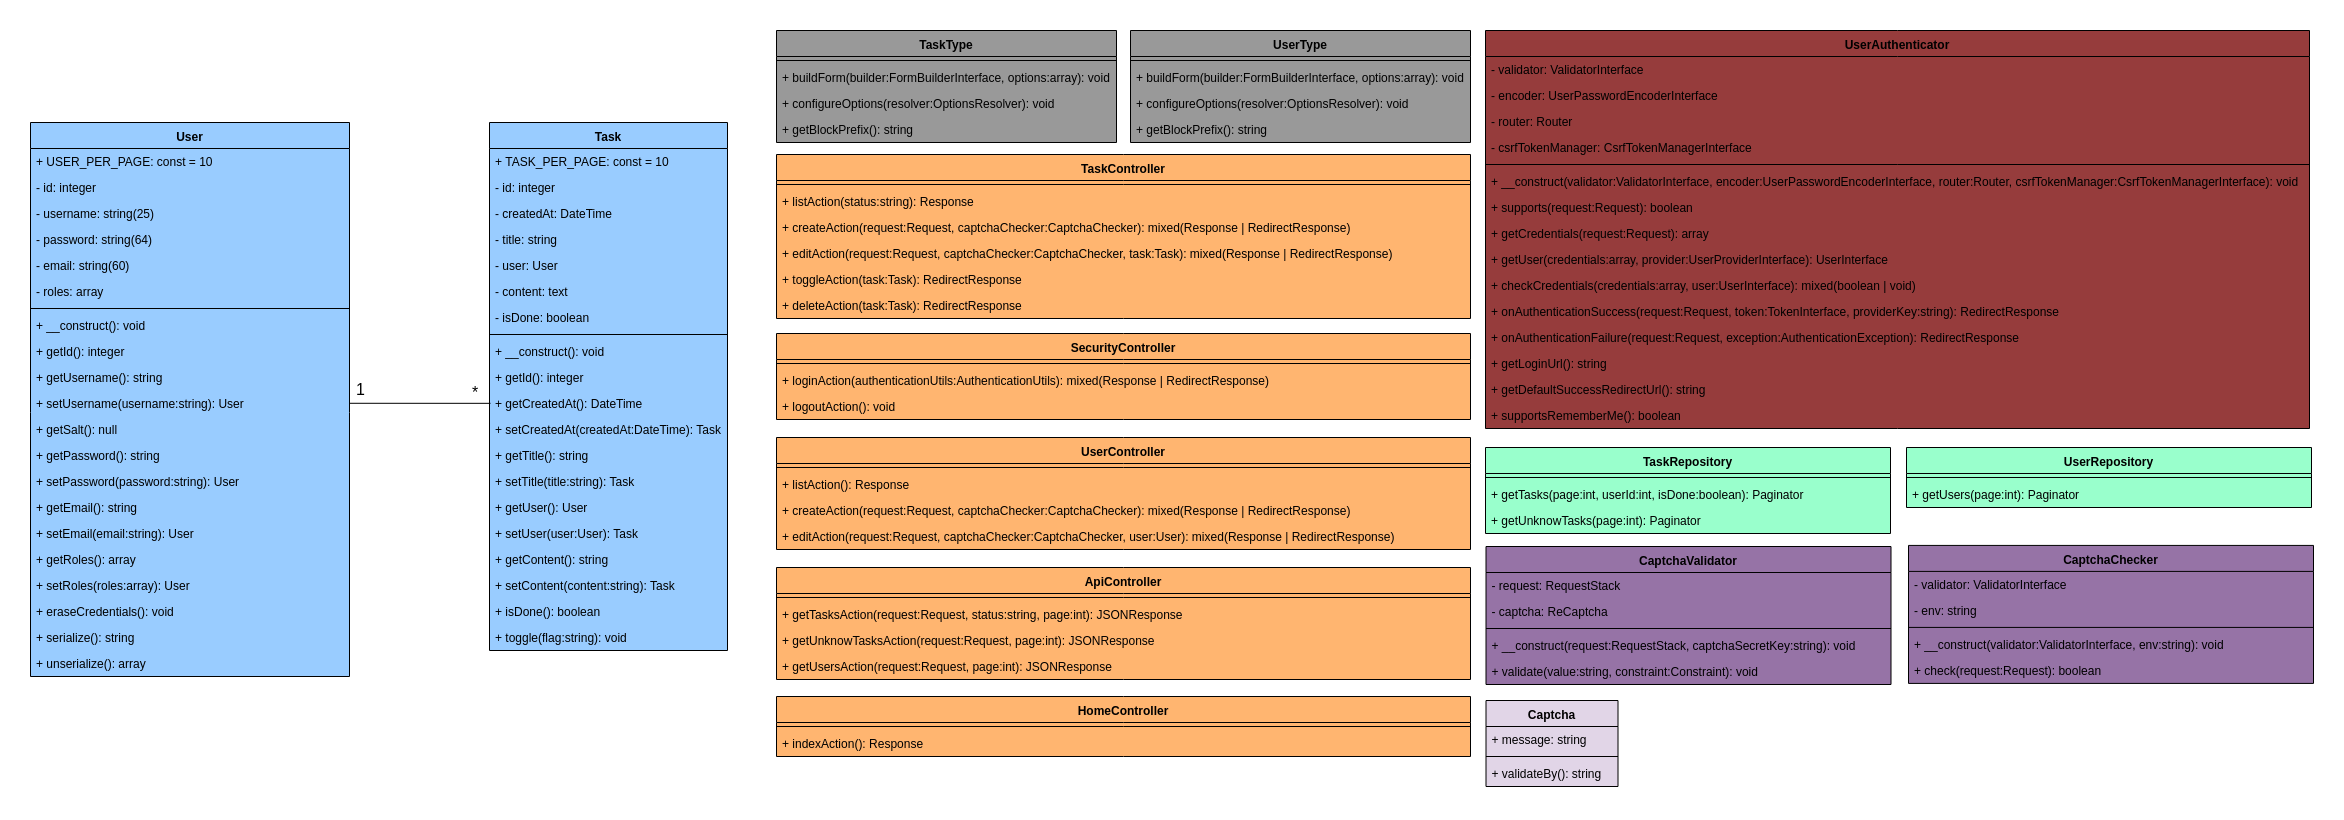 User
+ USER_PER_PAGE: const = 10
- id: integer
- username: string(25)
- password: string(64)
- email: string(60)
- roles: array
+ __construct(): void
+ getId(): integer
+ getUsername(): string
+ setUsername(username:string): User
+ getSalt(): null
+ getPassword(): string
+ setPassword(password:string): User
+ getEmail(): string
+ setEmail(email:string): User
+ getRoles(): array
+ setRoles(roles:array): User
+ eraseCredentials(): void
+ serialize(): string
+ unserialize(): array
1
*
Task
+ TASK_PER_PAGE: const = 10
- id: integer
- createdAt: DateTime
- title: string
- user: User
- content: text
- isDone: boolean
+ __construct(): void
+ getId(): integer
+ getCreatedAt(): DateTime
+ setCreatedAt(createdAt:DateTime): Task
+ getTitle(): string
+ setTitle(title:string): Task
+ getUser(): User
+ setUser(user:User): Task
+ getContent(): string
+ setContent(content:string): Task
+ isDone(): boolean
+ toggle(flag:string): void
TaskType
+ buildForm(builder:FormBuilderInterface, options:array): void
+ configureOptions(resolver:OptionsResolver): void
+ getBlockPrefix(): string
UserType
+ buildForm(builder:FormBuilderInterface, options:array): void
+ configureOptions(resolver:OptionsResolver): void
+ getBlockPrefix(): string
TaskController
+ listAction(status:string): Response
+ createAction(request:Request, captchaChecker:CaptchaChecker): mixed(Response | RedirectResponse)
+ editAction(request:Request, captchaChecker:CaptchaChecker, task:Task): mixed(Response | RedirectResponse)
+ toggleAction(task:Task): RedirectResponse
+ deleteAction(task:Task): RedirectResponse
SecurityController
+ loginAction(authenticationUtils:AuthenticationUtils): mixed(Response | RedirectResponse)
+ logoutAction(): void
UserController
+ listAction(): Response
+ createAction(request:Request, captchaChecker:CaptchaChecker): mixed(Response | RedirectResponse)
+ editAction(request:Request, captchaChecker:CaptchaChecker, user:User): mixed(Response | RedirectResponse)
ApiController
+ getTasksAction(request:Request, status:string, page:int): JSONResponse
+ getUnknowTasksAction(request:Request, page:int): JSONResponse
+ getUsersAction(request:Request, page:int): JSONResponse
HomeController
+ indexAction(): Response
UserAuthenticator
- validator: ValidatorInterface
- encoder: UserPasswordEncoderInterface
- router: Router
- csrfTokenManager: CsrfTokenManagerInterface
+ __construct(validator:ValidatorInterface, encoder:UserPasswordEncoderInterface, router:Router, csrfTokenManager:CsrfTokenManagerInterface): void
+ supports(request:Request): boolean
+ getCredentials(request:Request): array
+ getUser(credentials:array, provider:UserProviderInterface): UserInterface
+ checkCredentials(credentials:array, user:UserInterface): mixed(boolean | void)
+ onAuthenticationSuccess(request:Request, token:TokenInterface, providerKey:string): RedirectResponse
+ onAuthenticationFailure(request:Request, exception:AuthenticationException): RedirectResponse
+ getLoginUrl(): string
+ getDefaultSuccessRedirectUrl(): string
+ supportsRememberMe(): boolean
TaskRepository
+ getTasks(page:int, userId:int, isDone:boolean): Paginator
+ getUnknowTasks(page:int): Paginator
UserRepository
+ getUsers(page:int): Paginator
CaptchaValidator
- request: RequestStack
- captcha: ReCaptcha
+ __construct(request:RequestStack, captchaSecretKey:string): void
+ validate(value:string, constraint:Constraint): void
CaptchaChecker
- validator: ValidatorInterface
- env: string
+ __construct(validator:ValidatorInterface, env:string): void
+ check(request:Request): boolean
Captcha
+ message: string
+ validateBy(): string